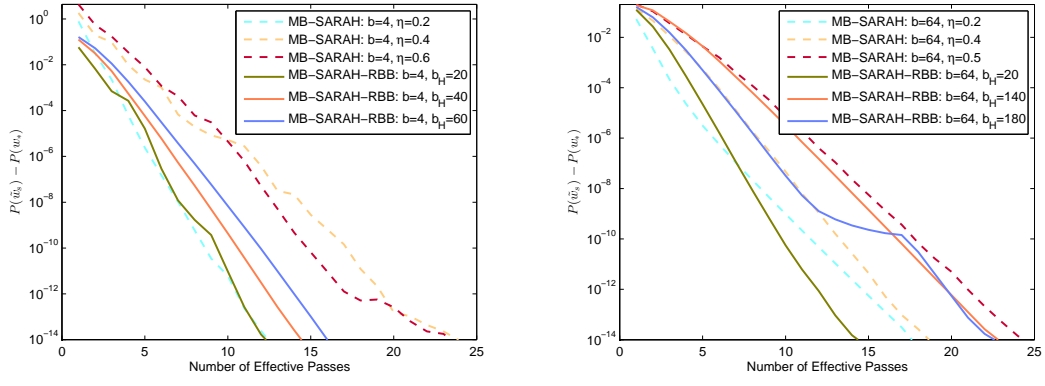 10^0
10^-2
10^-4
10^-6
10^-8
10^-10
10^-12
10^-14
P(w̃_s) − P(w_*)
MB−SARAH: b=4, η=0.2
MB−SARAH: b=4, η=0.4
MB−SARAH: b=4, η=0.6
MB−SARAH−RBB: b=4, b_H=20
MB−SARAH−RBB: b=4, b_H=40
MB−SARAH−RBB: b=4, b_H=60
0 5 10 15 20 25
Number of Effective Passes
10^-2
10^-4
10^-6
10^-8
10^-10
10^-12
10^-14
P(w̃_s) − P(w_*)
MB−SARAH: b=64, η=0.2
MB−SARAH: b=64, η=0.4
MB−SARAH: b=64, η=0.5
MB−SARAH−RBB: b=64, b_H=20
MB−SARAH−RBB: b=64, b_H=140
MB−SARAH−RBB: b=64, b_H=180
0 5 10 15 20 25
Number of Effective Passes